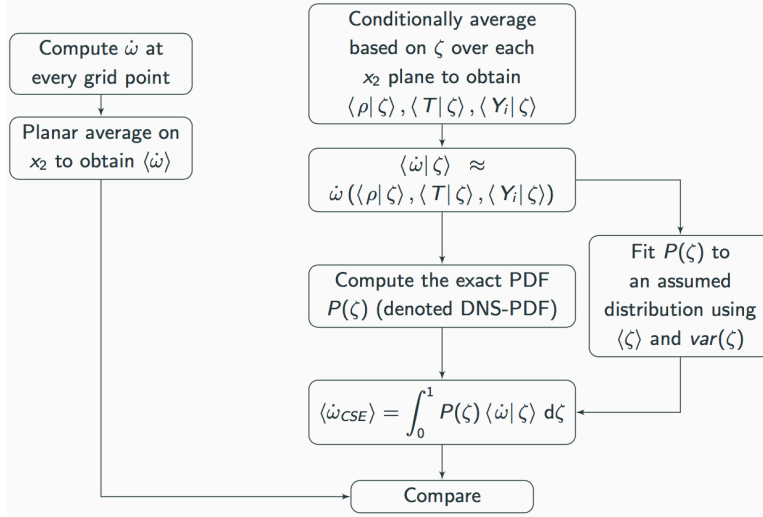 Compute ω̇ at
every grid point
Planar average on
x₂ to obtain ⟨ω̇⟩
Conditionally average
based on ζ over each
x₂ plane to obtain
⟨ρ|ζ⟩, ⟨T|ζ⟩, ⟨Yᵢ|ζ⟩
⟨ω̇|ζ⟩ ≈
ω̇(⟨ρ|ζ⟩, ⟨T|ζ⟩, ⟨Yᵢ|ζ⟩)
Compute the exact PDF
P(ζ) (denoted DNS-PDF)
Fit P(ζ) to
an assumed
distribution using
⟨ζ⟩ and var(ζ)
⟨ω̇_CSE⟩ = ∫₀¹ P(ζ) ⟨ω̇|ζ⟩ dζ
Compare